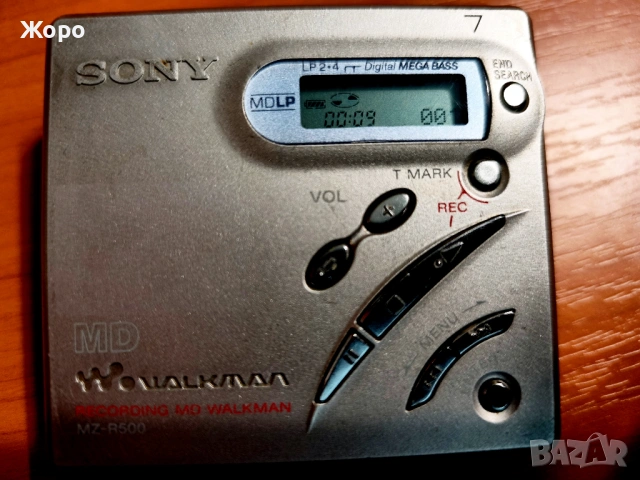 Жоро
7
SONY
LP 2•4 Digital MEGA BASS
END
SEARCH
MDLP
00:09 00
T MARK
REC
VOL
+
MENU
MD
WALKMAN
RECORDING MD WALKMAN
MZ-R500
BAZAR